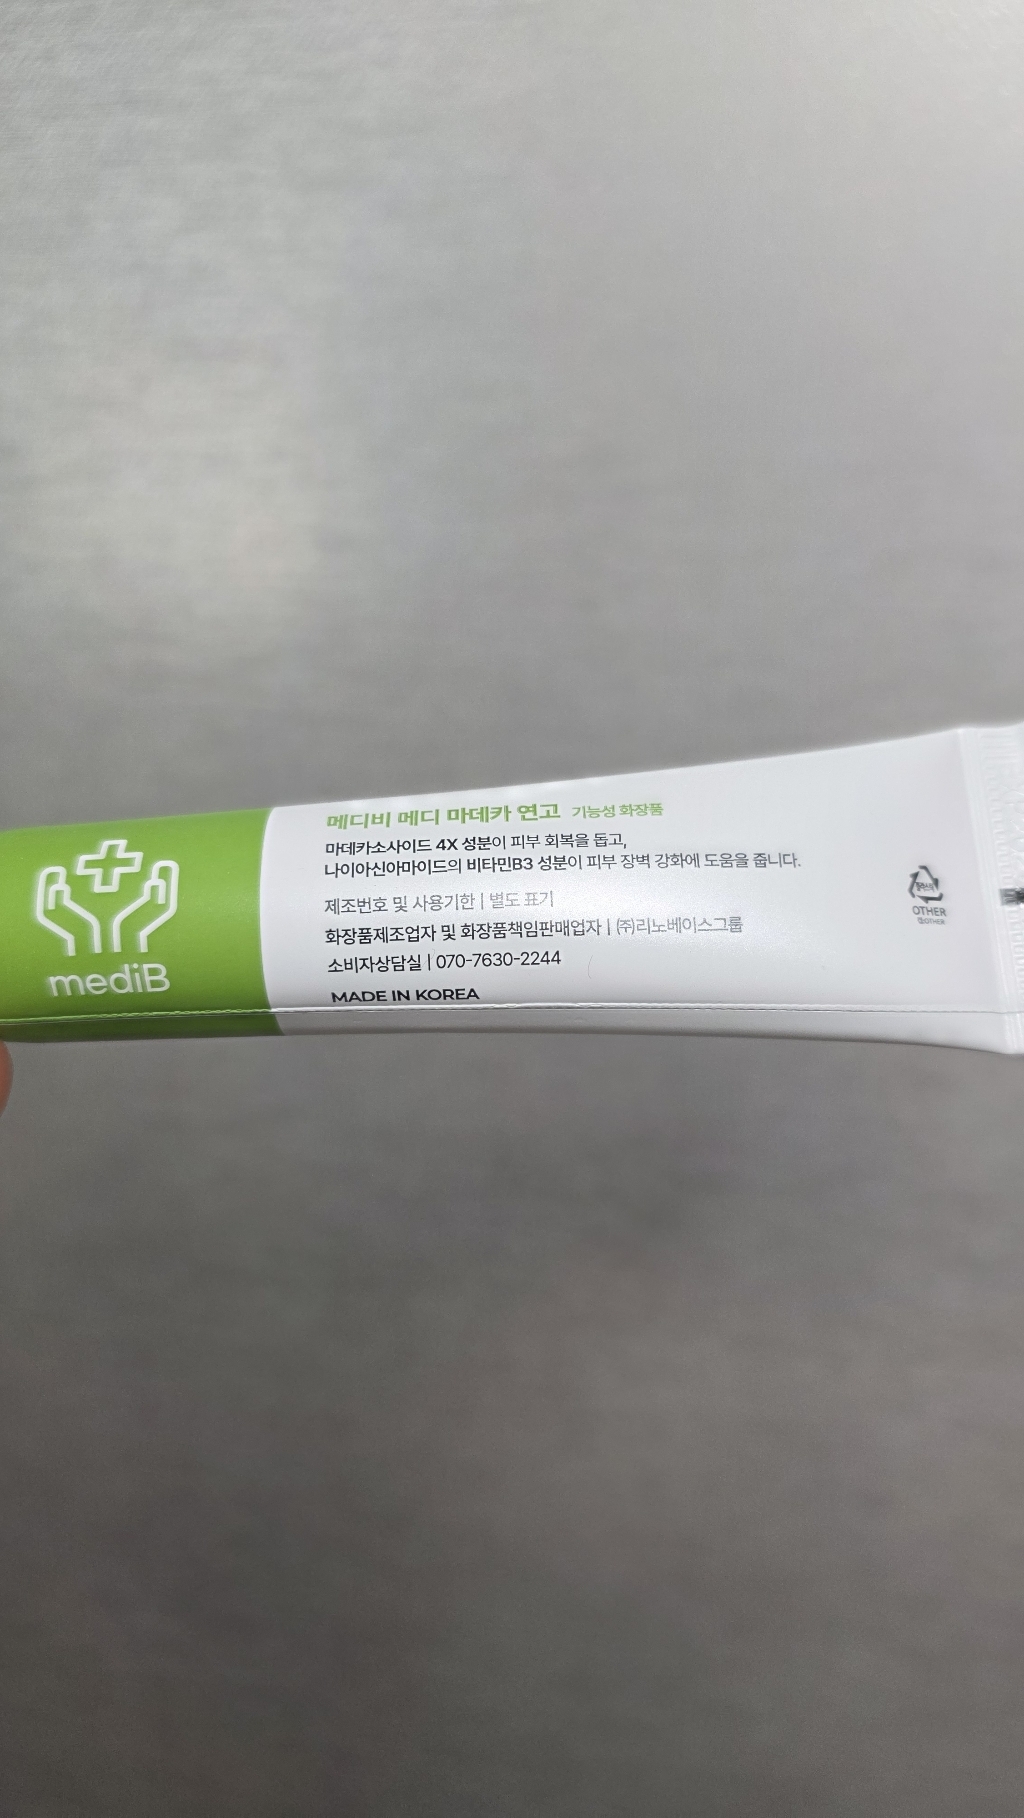 mediB
메디비 메디 마데카 연고 기능성 화장품
마데카소사이드 4X 성분이 피부 회복을 돕고,
나이아신아마이드의 비타민B3 성분이 피부 장벽 강화에 도움을 줍니다.
제조번호 및 사용기한 | 별도 표기
화장품제조업자 및 화장품책임판매업자 | ㈜리노베이스그룹
소비자상담실 | 070-7630-2244
MADE IN KOREA
OTHER
캡:OTHER